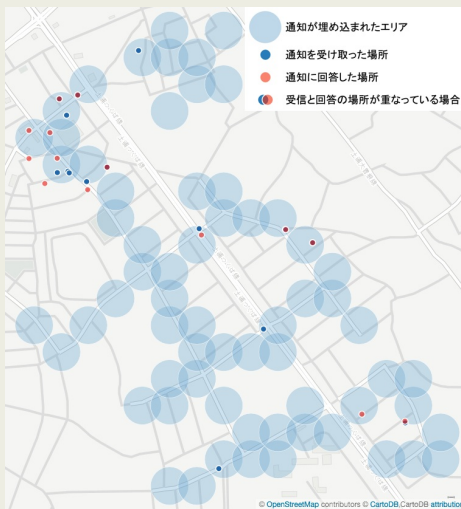 通知が埋め込まれたエリア
通知を受け取った場所
通知に回答した場所
受信と回答の場所が重なっている場合
© OpenStreetMap contributors © CartoDB,CartoDB attribution